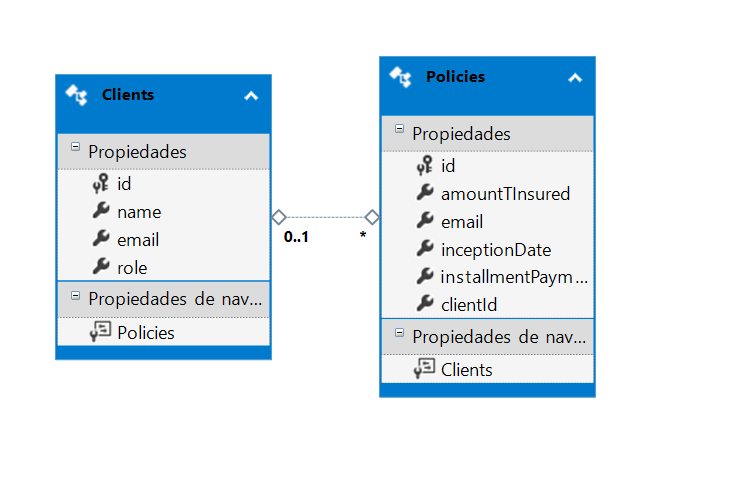 Clients
Propiedades
id
name
email
role
Propiedades de nav...
Policies
0..1
*
Policies
Propiedades
id
amountTInsured
email
inceptionDate
installmentPaym...
clientId
Propiedades de nav...
Clients